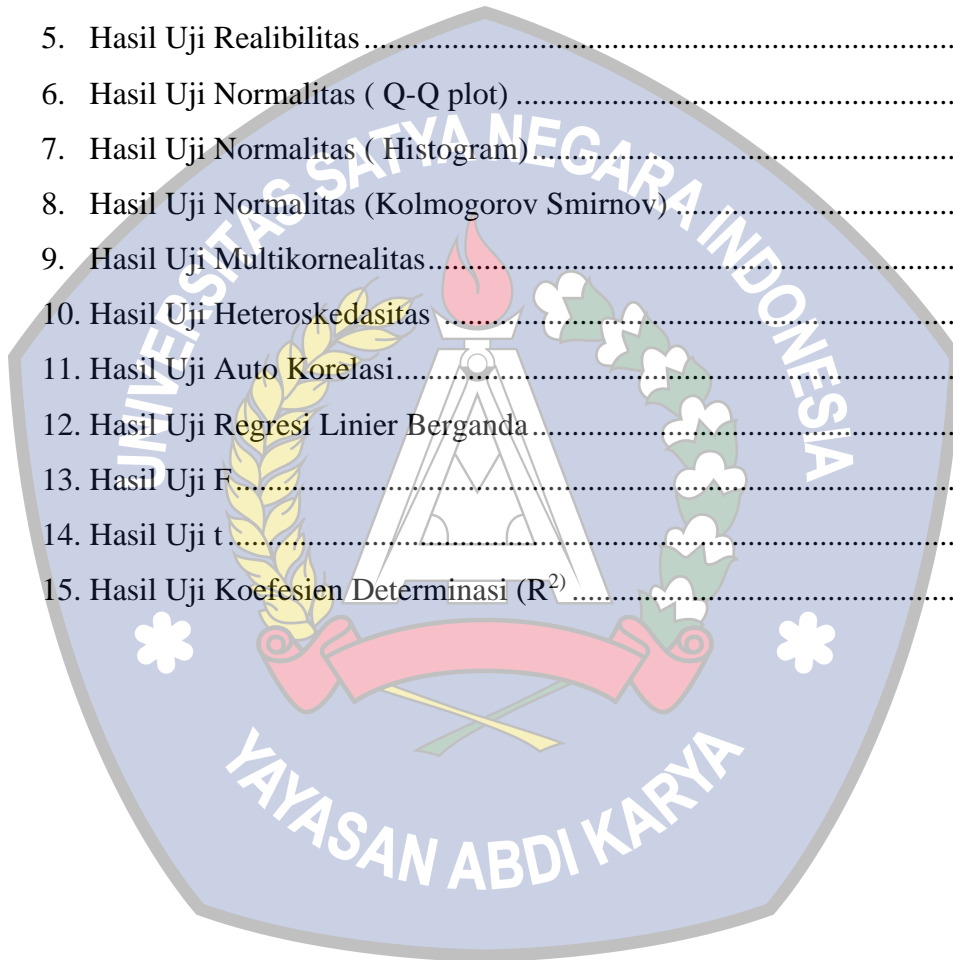 5. Hasil Uji Realibilitas ........................................................................
6. Hasil Uji Normalitas ( Q-Q plot) ....................................................
7. Hasil Uji Normalitas ( Histogram)..................................................
8. Hasil Uji Normalitas (Kolmogorov Smirnov) .................................
9. Hasil Uji Multikornealitas...............................................................
10. Hasil Uji Heteroskedasitas .............................................................
11. Hasil Uji Auto Korelasi...................................................................
12. Hasil Uji Regresi Linier Berganda ..................................................
13. Hasil Uji F.......................................................................................
14. Hasil Uji t ........................................................................................
15. Hasil Uji Koefesien Determinasi (R2) .............................................
UNIVERSITAS SATYA NEGARA INDONESIA
YAYASAN ABDI KARYA